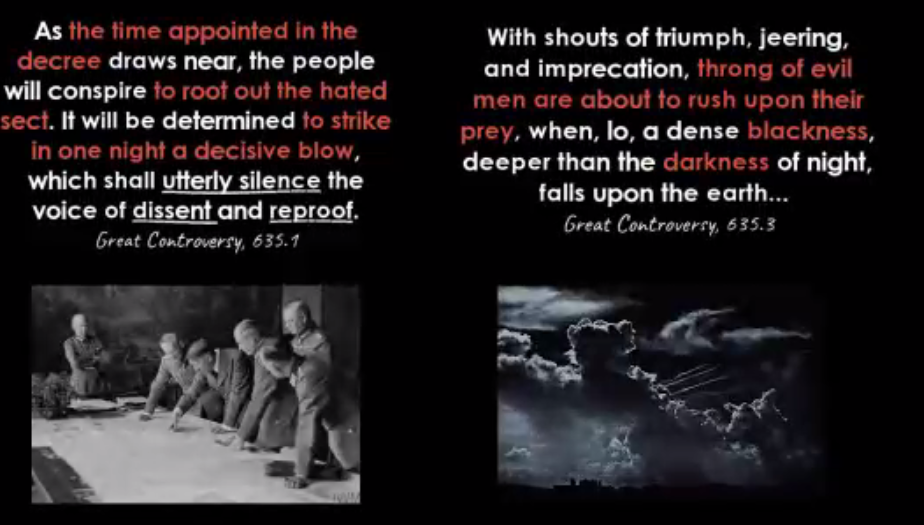 As the time appointed in the
decree draws near, the people
will conspire to root out the hated
sect. It will be determined to strike
in one night a decisive blow,
which shall utterly silence the
voice of dissent and reproof.
Great Controversy, 635.1
With shouts of triumph, jeering,
and imprecation, throng of evil
men are about to rush upon their
prey, when, lo, a dense blackness,
deeper than the darkness of night,
falls upon the earth...
Great Controversy, 635.3